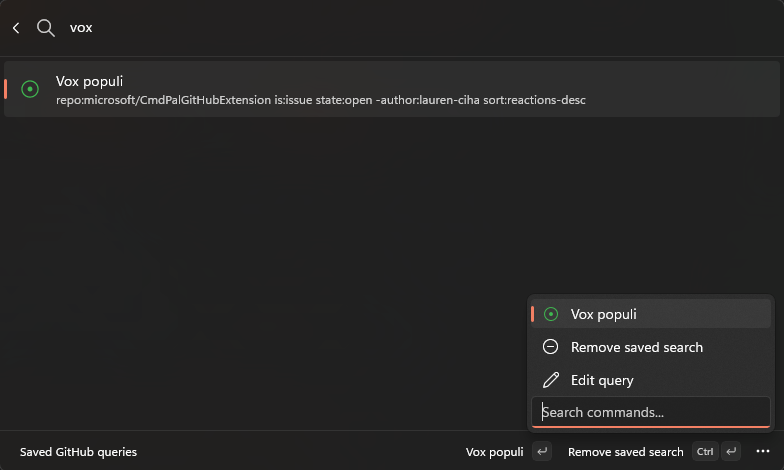 vox
Vox populi
repo:microsoft/CmdPalGitHubExtension is:issue state:open -author:lauren-ciha sort:reactions-desc
Vox populi
Remove saved search
Edit query
Search commands...
Saved GitHub queries Vox populi Remove saved search Ctrl